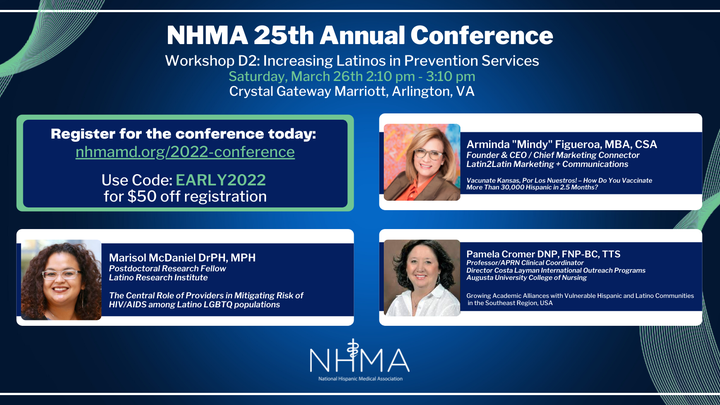 NHMA 25th Annual Conference
Workshop D2: Increasing Latinos in Prevention Services
Saturday, March 26th 2:10 pm - 3:10 pm
Crystal Gateway Marriott, Arlington, VA
Register for the conference today:
nhmamd.org/2022-conference
Use Code: EARLY2022
for $50 off registration
Arminda "Mindy" Figueroa, MBA, CSA
Founder & CEO / Chief Marketing Connector
Latin2Latin Marketing + Communications
Vacunate Kansas, Por Los Nuestros! – How Do You Vaccinate
More Than 30,000 Hispanic in 2.5 Months?
Marisol McDaniel DrPH, MPH
Postdoctoral Research Fellow
Latino Research Institute
The Central Role of Providers in Mitigating Risk of
HIV/AIDS among Latino LGBTQ populations
Pamela Cromer DNP, FNP-BC, TTS
Professor/APRN Clinical Coordinator
Director Costa Layman International Outreach Programs
Augusta University College of Nursing
Growing Academic Alliances with Vulnerable Hispanic and Latino Communities
in the Southeast Region, USA
NHMA
National Hispanic Medical Association